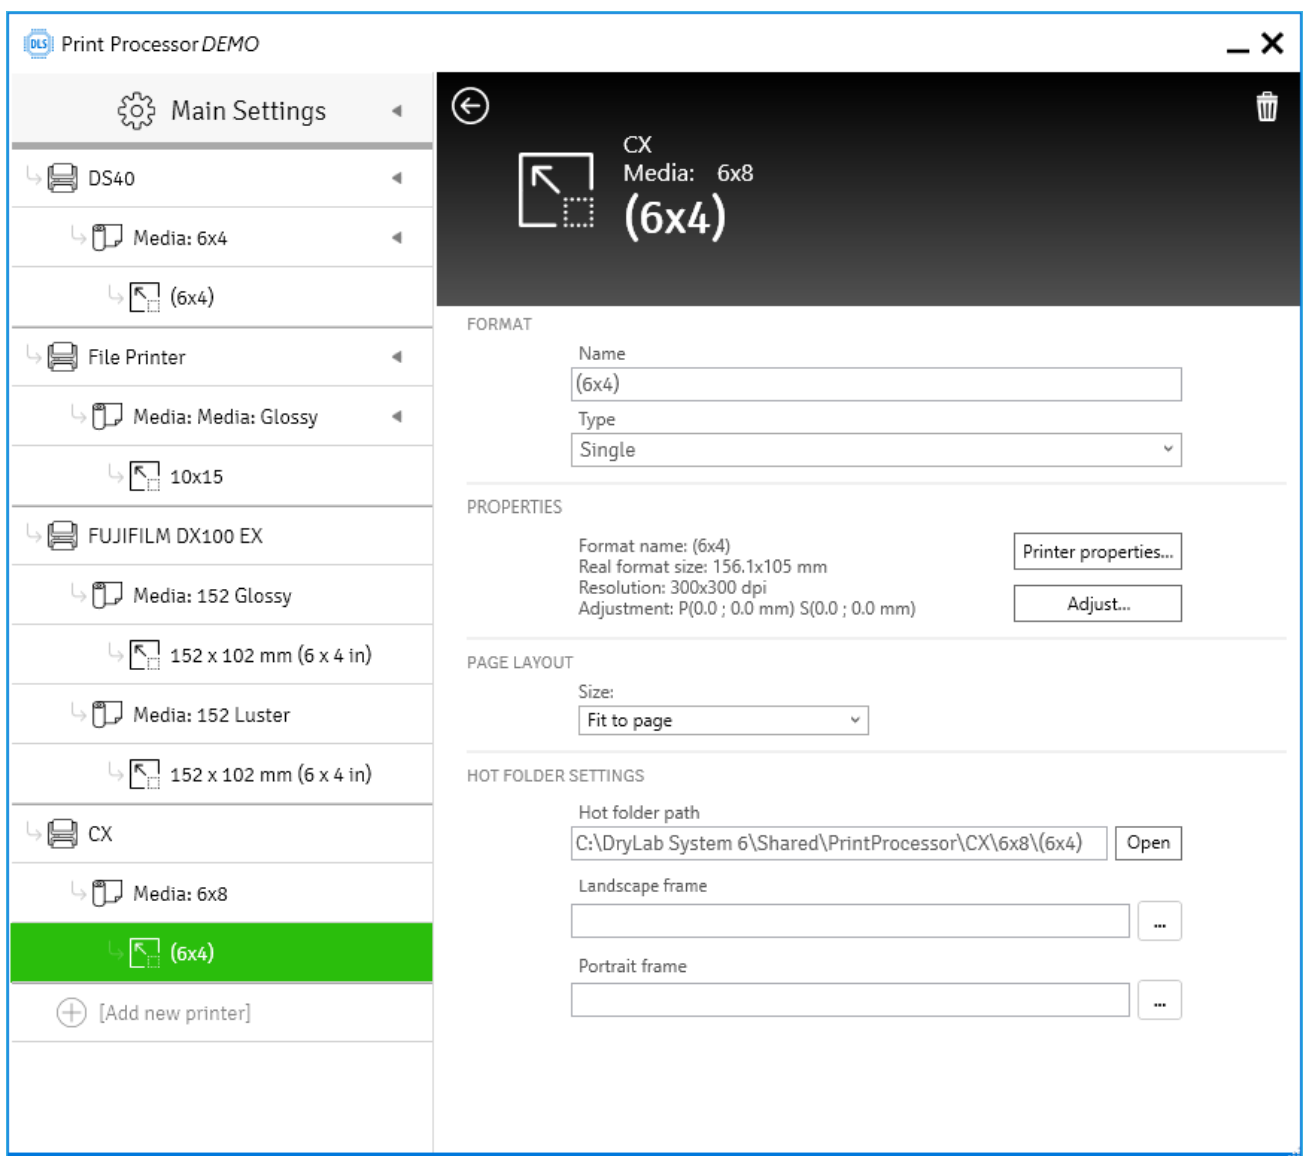 DLS Print Processor DEMO
Main Settings
DS40
Media: 6x4
(6x4)
File Printer
Media: Media: Glossy
10x15
FUJIFILM DX100 EX
Media: 152 Glossy
152 x 102 mm (6 x 4 in)
Media: 152 Luster
152 x 102 mm (6 x 4 in)
CX
Media: 6x8
(6x4)
[Add new printer]
CX
Media: 6x8
(6x4)
FORMAT
Name
(6x4)
Type
Single
PROPERTIES
Format name: (6x4)
Real format size: 156.1x105 mm
Resolution: 300x300 dpi
Adjustment: P(0.0 ; 0.0 mm) S(0.0 ; 0.0 mm)
Printer properties...
Adjust...
PAGE LAYOUT
Size:
Fit to page
HOT FOLDER SETTINGS
Hot folder path
C:\DryLab System 6\Shared\PrintProcessor\CX\6x8\(6x4)
Open
Landscape frame
...
Portrait frame
...